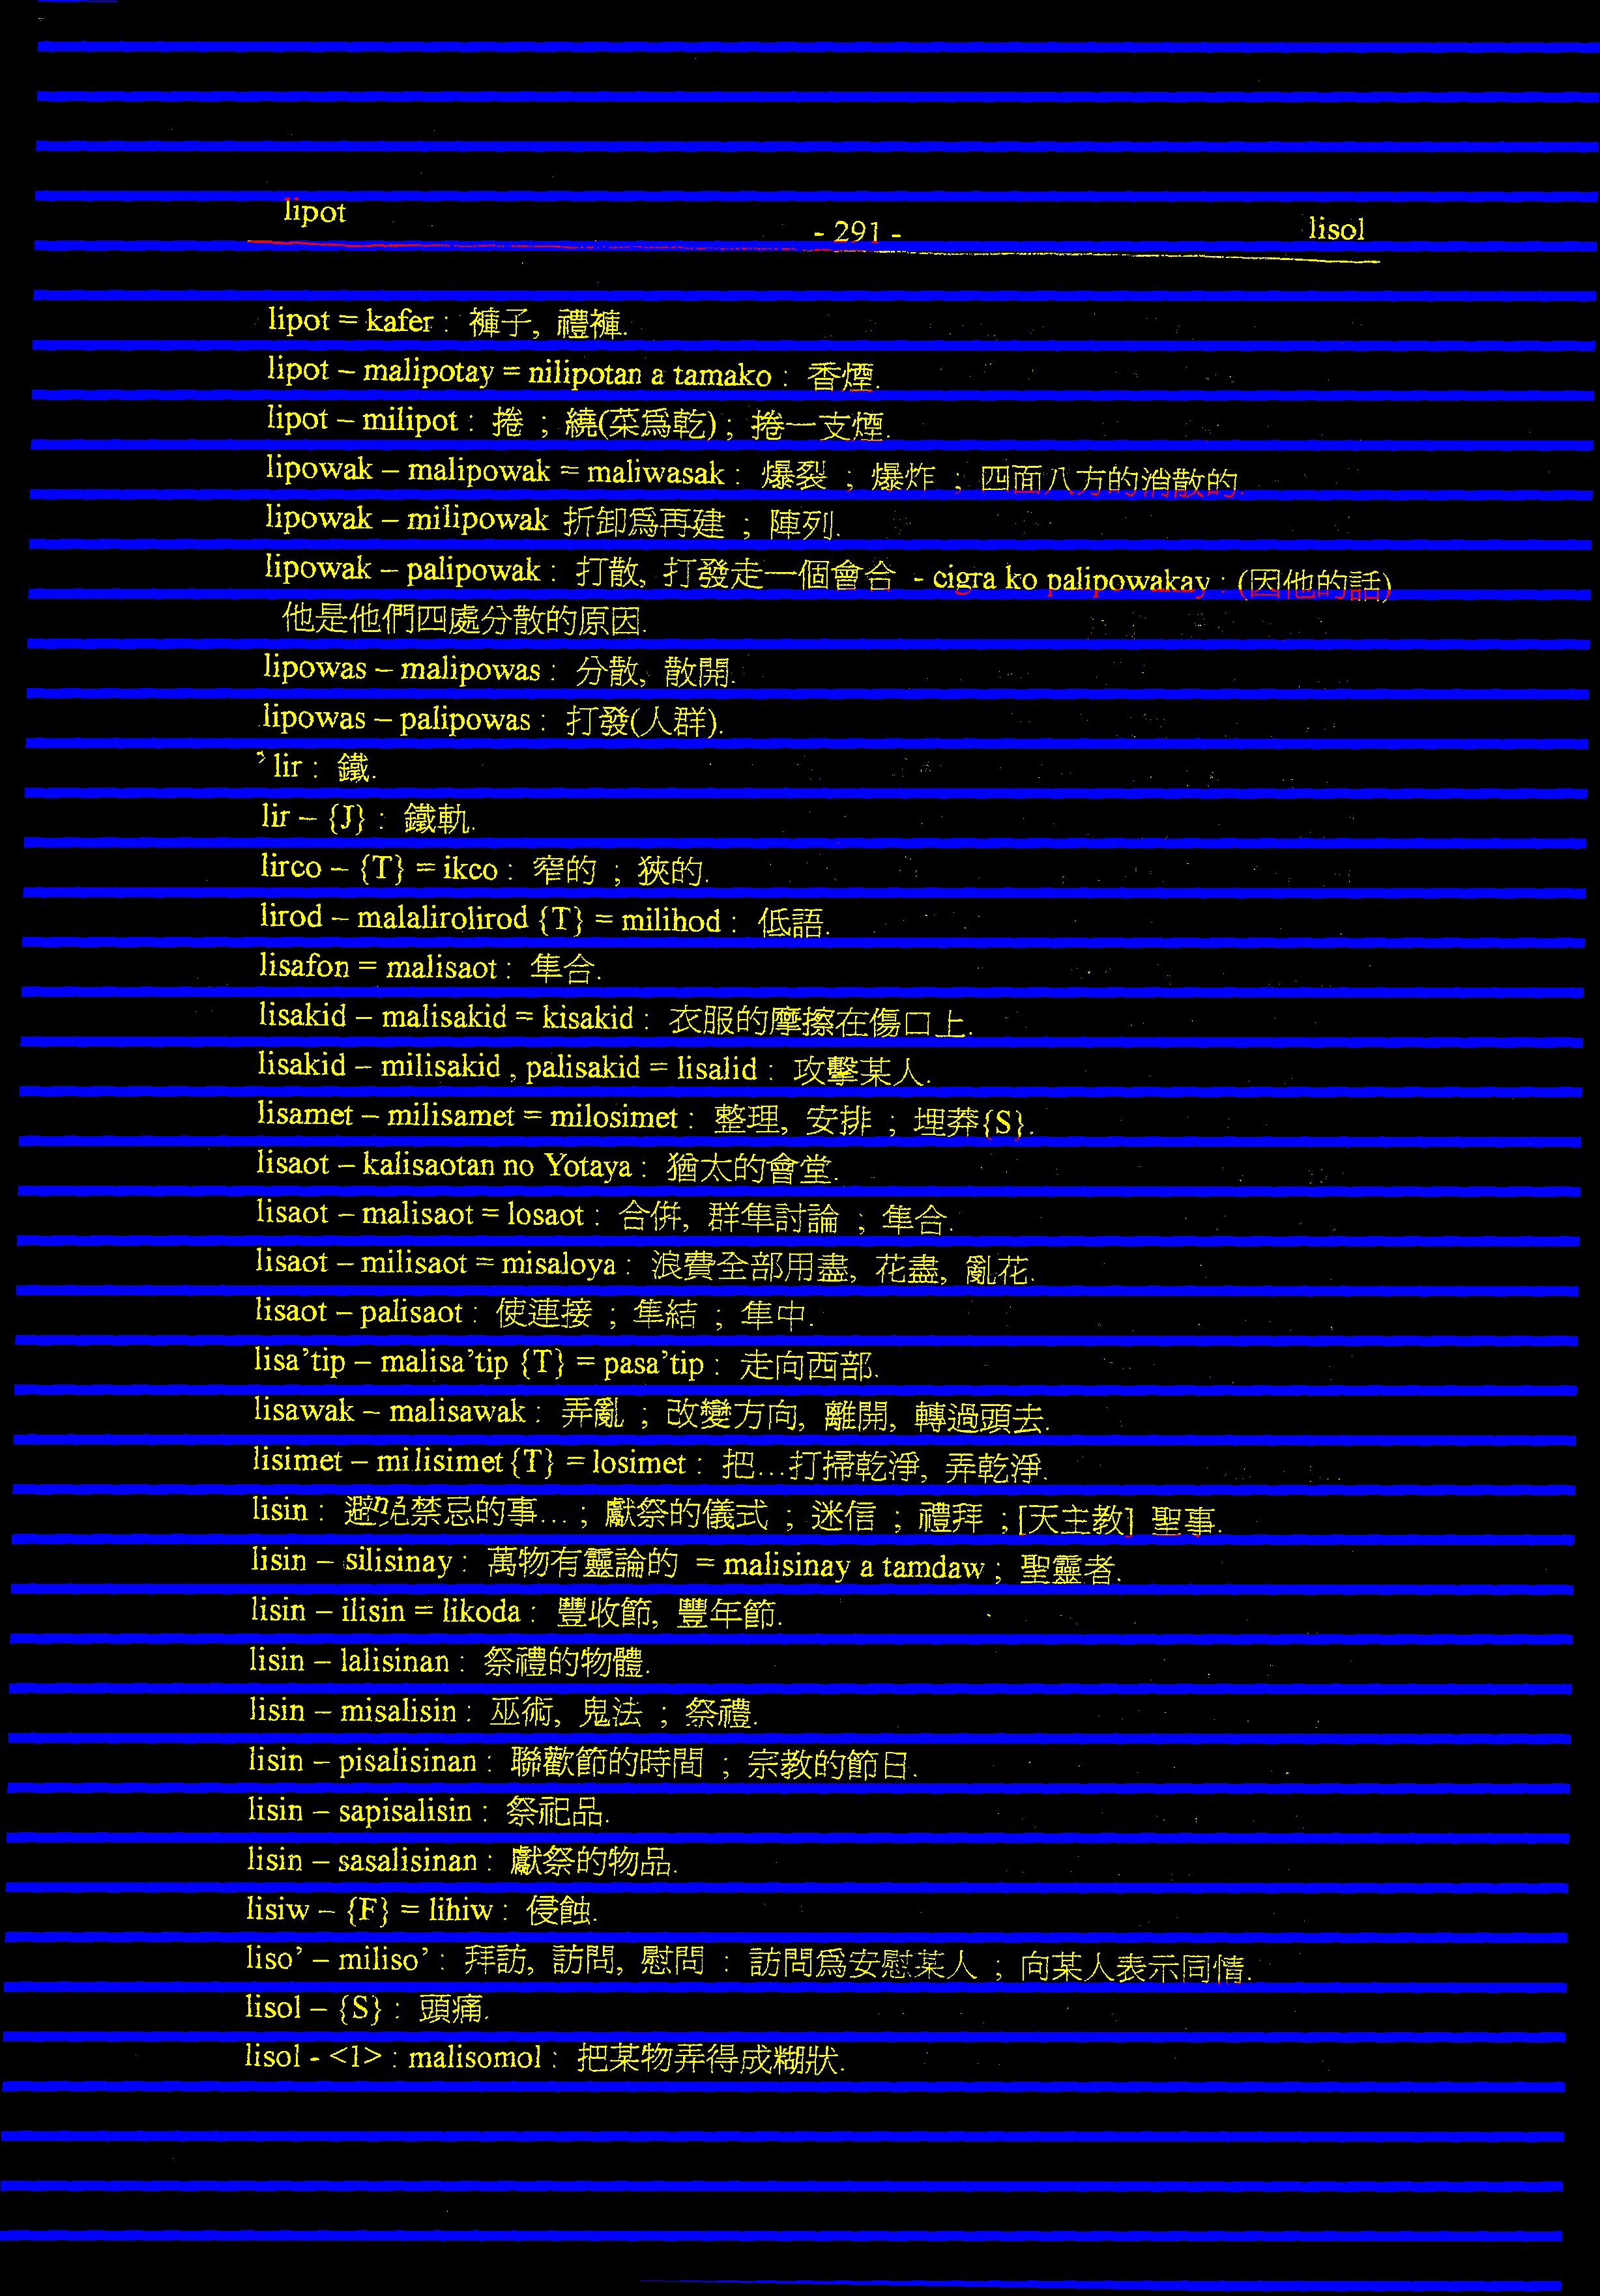 lipot - 291 - lisol
lipot = kafer : 褲子, 禮褲.
lipot – malipotay = nilipotan a tamako : 香煙.
lipot – milipot : 捲 ; 繞(菜為乾) ; 捲一支煙.
lipowak – malipowak = maliwasak : 爆裂 ; 爆炸 ; 四面八方的消散的.
lipowak – milipowak 折卸為再建 ; 陣列.
lipowak – palipowak : 打散, 打發走一個會合 - cigra ko palipowakay : (因他的話)
他是他們四處分散的原因.
lipowas – malipowas : 分散, 散開.
lipowas – palipowas : 打發(人群).
lir : 鐵.
lir – {J} : 鐵軌.
lirco – {T} = ikco : 窄的 ; 狹的.
lirod – malalirolirod {T} = milihod : 低語.
lisafon = malisaot : 隼合.
lisakid – malisakid = kisakid : 衣服的摩擦在傷口上.
lisakid – milisakid , palisakid = lisalid : 攻擊某人.
lisamet – milisamet = milosimet : 整理, 安排 ; 埋莽{S}.
lisaot – kalisaotan no Yotaya : 猶太的會堂.
lisaot – malisaot = losaot : 合併, 群隼討論 ; 隼合.
lisaot – milisaot = misaloya : 浪費全部用盡, 花盡, 亂花.
lisaot – palisaot : 使連接 ; 隼結 ; 隼中.
lisa’tip – malisa’tip {T} = pasa’tip : 走向西部.
lisawak – malisawak : 弄亂 ; 改變方向, 離開, 轉過頭去.
lisimet – milisimet {T} = losimet : 把...打掃乾淨, 弄乾淨.
lisin : 避免禁忌的事... ; 獻祭的儀式 ; 迷信 ; 禮拜 ; [天主教] 聖事.
lisin – silisinay : 萬物有靈論的 = malisinay a tamdaw ; 聖靈者.
lisin – ilisin = likoda : 豐收節, 豐年節.
lisin – lalisinan : 祭禮的物體.
lisin – misalisin : 巫術, 鬼法 ; 祭禮.
lisin – pisalisinan : 聯歡節的時間 ; 宗教的節日.
lisin – sapisalisin : 祭祀品.
lisin – sasalisinan : 獻祭的物品.
lisiw – {F} = lihiw : 侵蝕.
liso’ – miliso’ : 拜訪, 訪問, 慰問 : 訪問為安慰某人 ; 向某人表示同情.
lisol – {S} : 頭痛.
lisol - <1> : malisomol : 把某物弄得成糊狀.